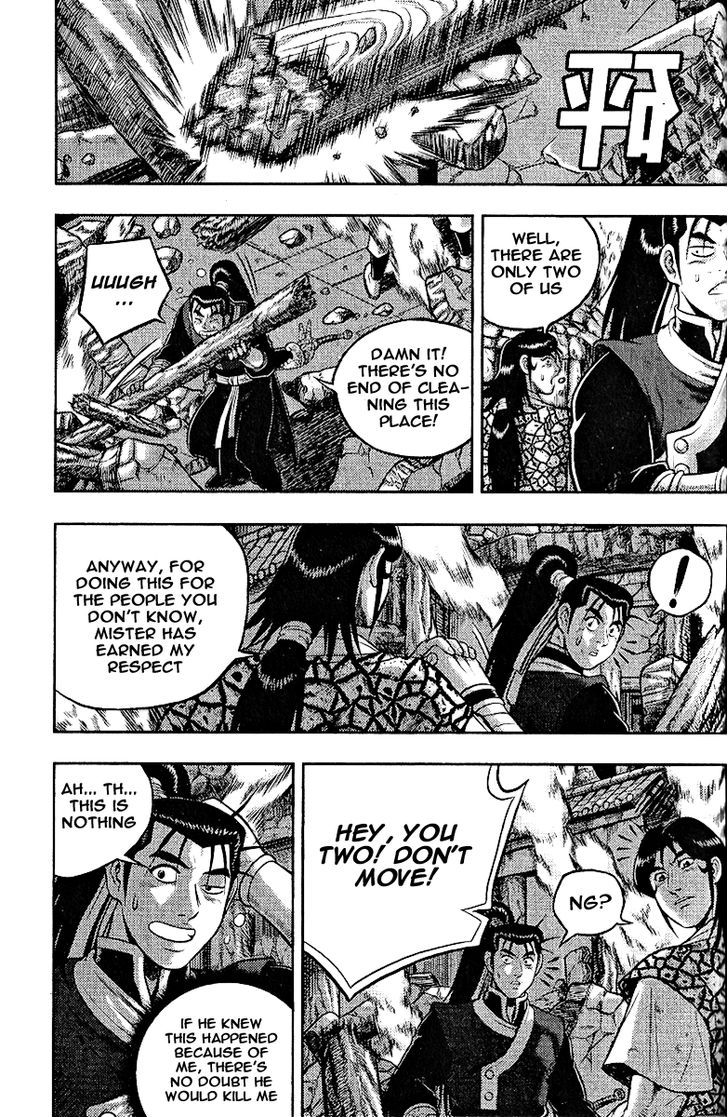 UUUGH
...
DAMN IT!
THERE'S NO
END OF CLEA-
NING THIS
PLACE!
WELL,
THERE ARE
ONLY TWO
OF US
ANYWAY, FOR
DOING THIS FOR
THE PEOPLE YOU
DON'T KNOW,
MISTER HAS
EARNED MY
RESPECT
!
AH... TH...
THIS IS
NOTHING
IF HE KNEW
THIS HAPPENED
BECAUSE OF
ME, THERE'S
NO DOUBT HE
WOULD KILL ME
HEY, YOU
TWO! DON'T
MOVE!
NG?